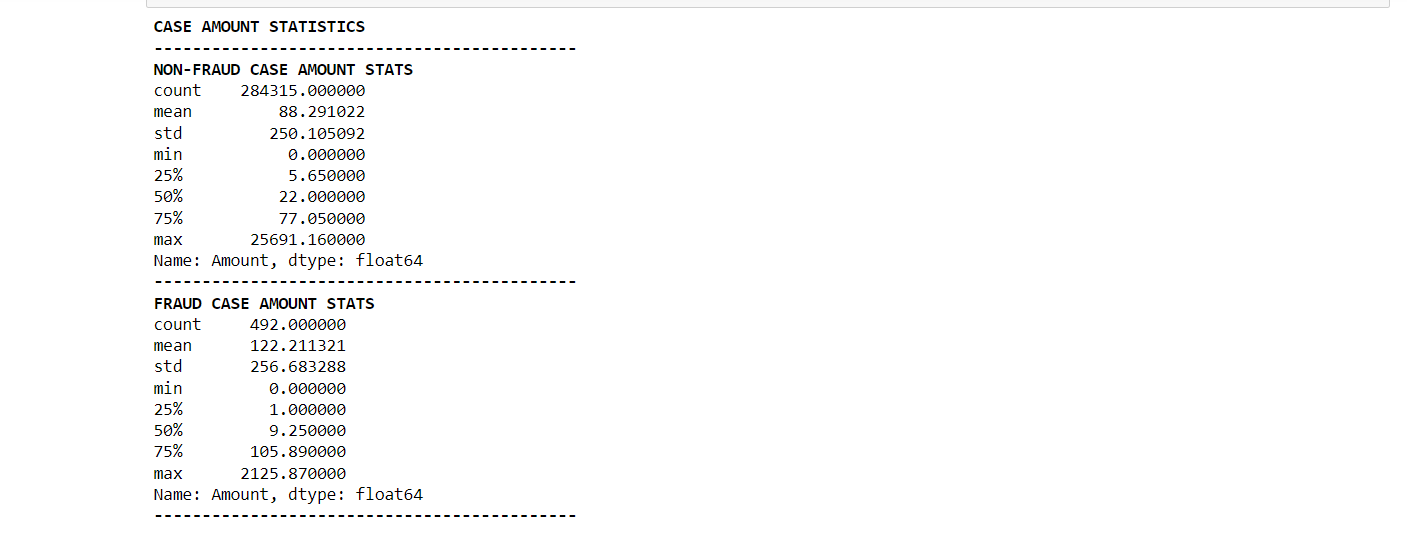 CASE AMOUNT STATISTICS
--------------------------------------------
NON-FRAUD CASE AMOUNT STATS
count    284315.000000
mean         88.291022
std         250.105092
min           0.000000
25%           5.650000
50%          22.000000
75%          77.050000
max       25691.160000
Name: Amount, dtype: float64
--------------------------------------------
FRAUD CASE AMOUNT STATS
count     492.000000
mean      122.211321
std       256.683288
min         0.000000
25%         1.000000
50%         9.250000
75%       105.890000
max      2125.870000
Name: Amount, dtype: float64
--------------------------------------------